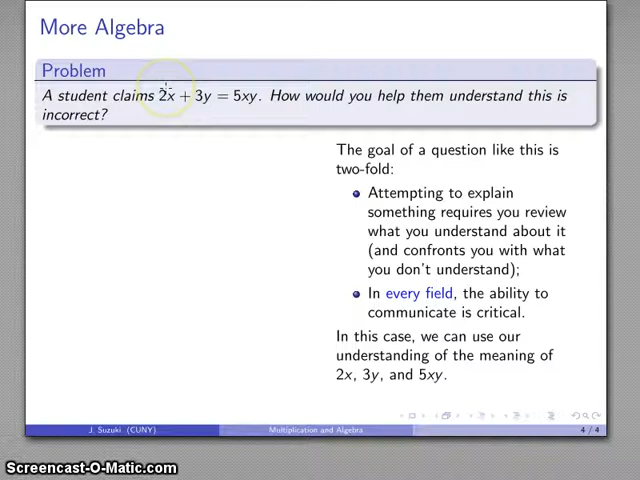 More Algebra
Problem
A student claims 2x + 3y = 5xy. How would you help them understand this is
incorrect?
The goal of a question like this is
two-fold:
Attempting to explain
something requires you review
what you understand about it
(and confronts you with what
you don't understand);
In every field, the ability to
communicate is critical.
In this case, we can use our
understanding of the meaning of
2x, 3y, and 5xy.
J. Suzuki (CUNY)
Multiplication and Algebra
4 / 4
Screencast-O-Matic.com